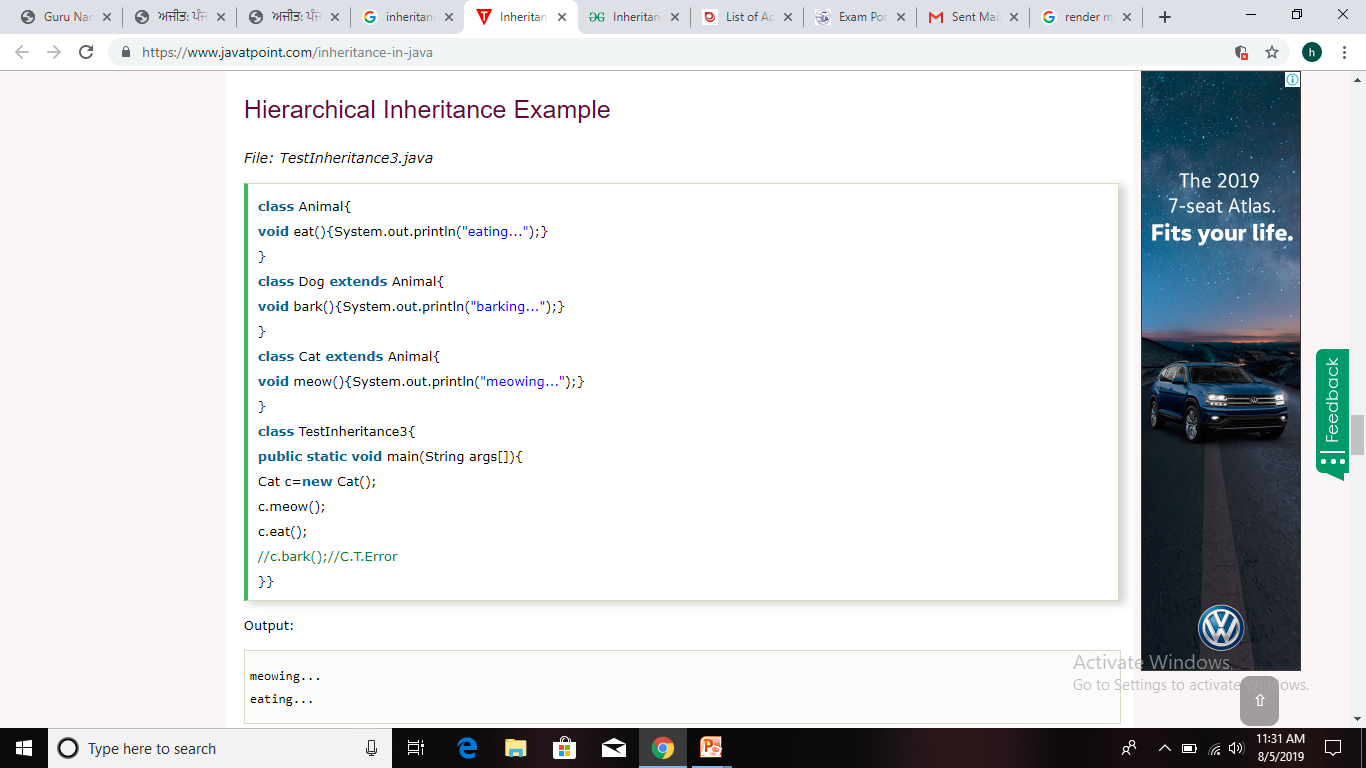 Guru Nan
ਅਜੀਤ: ਪੰਜ
ਅਜੀਤ: ਪੰਜ
inheritanc
Inheritan
Inheritan
List of Ac
Exam Por
Sent Mail
render m
https://www.javatpoint.com/inheritance-in-java
h
Hierarchical Inheritance Example
File: TestInheritance3.java
class Animal{
void eat(){System.out.println("eating...");}
}
class Dog extends Animal{
void bark(){System.out.println("barking...");}
}
class Cat extends Animal{
void meow(){System.out.println("meowing...");}
}
class TestInheritance3{
public static void main(String args[]){
Cat c=new Cat();
c.meow();
c.eat();
//c.bark();//C.T.Error
}}
Output:
meowing...
eating...
The 2019
7-seat Atlas.
Fits your life.
Feedback
Activate Windows
Go to Settings to activate Windows.
Type here to search
11:31 AM
8/5/2019